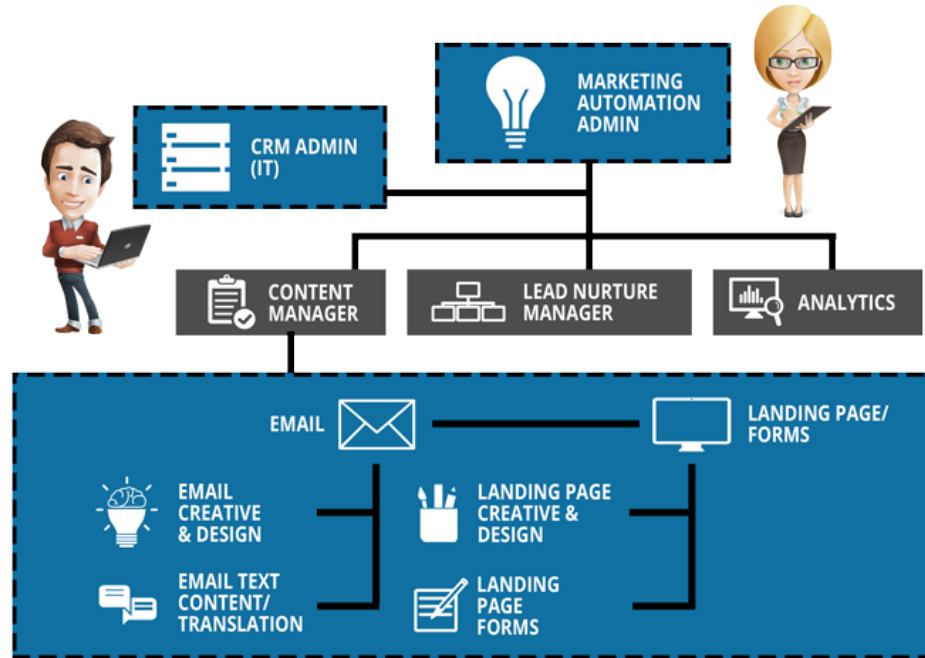 MARKETING
AUTOMATION
ADMIN
CRM ADMIN
(IT)
CONTENT
MANAGER
LEAD NURTURE
MANAGER
ANALYTICS
EMAIL
LANDING PAGE/
FORMS
EMAIL
CREATIVE
& DESIGN
LANDING PAGE
CREATIVE &
DESIGN
EMAIL TEXT
CONTENT/
TRANSLATION
LANDING
PAGE
FORMS